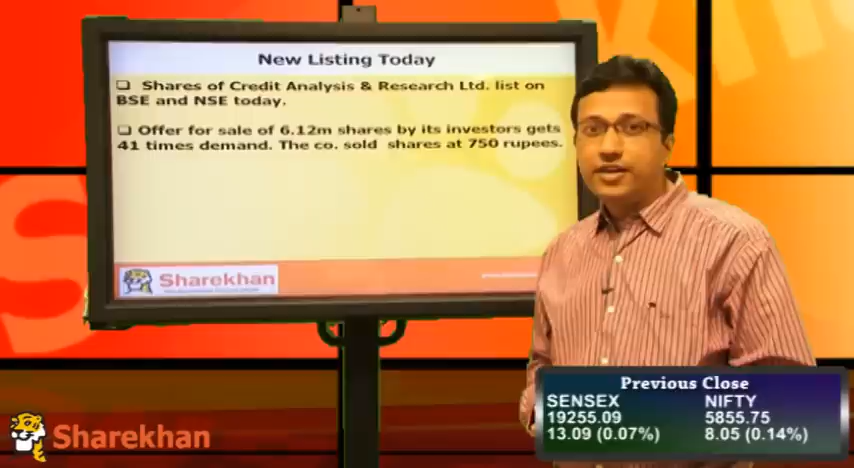 New Listing Today
❑ Shares of Credit Analysis & Research Ltd. list on
BSE and NSE today.
❑ Offer for sale of 6.12m shares by its investors gets
41 times demand. The co. sold shares at 750 rupees.
Sharekhan
Previous Close
SENSEX NIFTY
19255.09 5855.75
13.09 (0.07%) 8.05 (0.14%)
Sharekhan